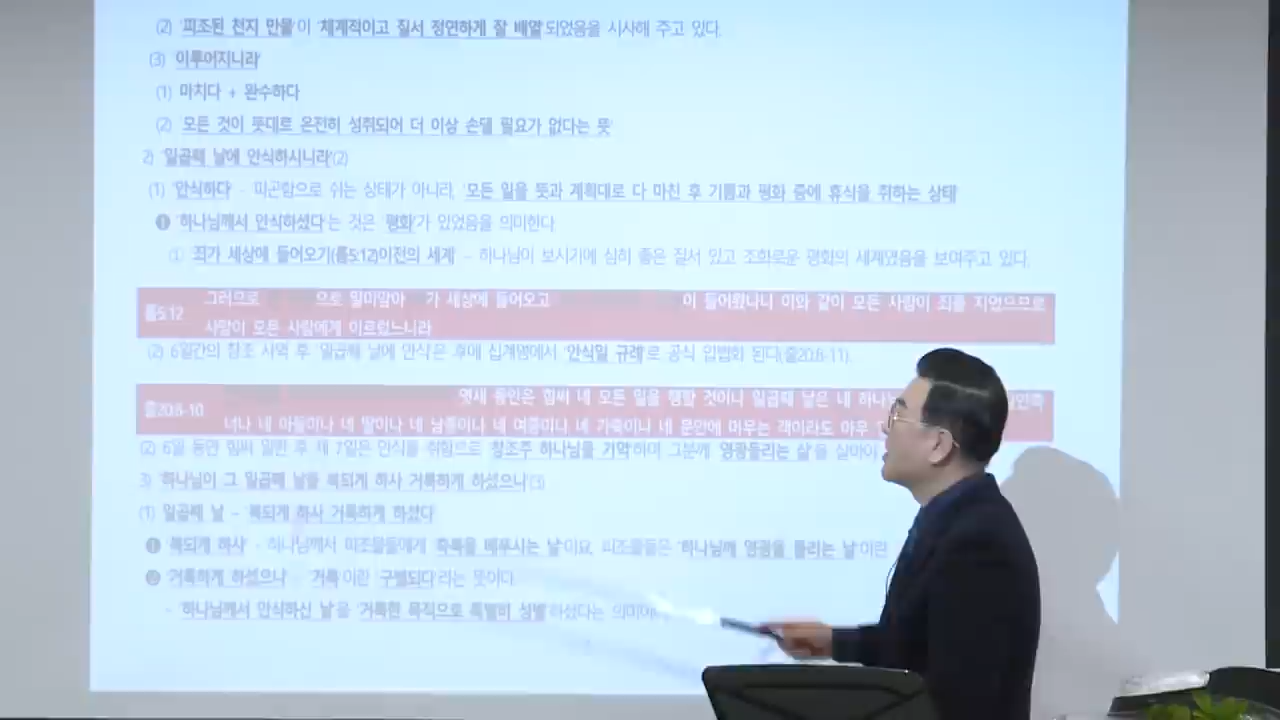 (2) '피조된 천지 만물'이 '체계적이고 질서 정연하게 잘 배열'되었음을 시사해 주고 있다.
(3) '이루어지니라'
(1) 마치다 + 완수하다
(2) '모든 것이 뜻대로 온전히 성취되어 더 이상 손댈 필요가 없다는 뜻'
2) '일곱째 날에 안식하시니라'(2)
(1) '안식하다' - 피곤함으로 쉬는 상태가 아니라, '모든 일을 뜻과 계획대로 다 마친 후 기쁨과 평화 중에 휴식을 취하는 상태'
❶ '하나님께서 안식하셨다'는 것은 '평화'가 있었음을 의미한다.
① '죄가 세상에 들어오기(롬5:12)이전의 세계' - 하나님이 보시기에 심히 좋은 질서 있고 조화로운 평화의 세계였음을 보여주고 있다.
롬5:12 그러므로 으로 말미암아 가 세상에 들어오고 이 들어왔나니 이와 같이 모든 사람이 죄를 지었으므로
사망이 모든 사람에게 이르렀느니라
(2) 6일간의 창조 사역 후 '일곱째 날에 안식'은 후에 십계명에서 '안식일 규례'로 공식 입법화 된다(출20:8-11).
출20:8-10 엿새 동안은 힘써 네 모든 일을 행할 것이나 일곱째 날은 네
너나 네 아들이나 네 딸이나 네 남종이나 네 여종이나 네 가축이나 네 문안에 머무는 객이라도 아무
(2) 6일 동안 힘써 일한 후 제 7일은 안식을 취함으로 '창조주 하나님을 기억'하며 그분께 '영광돌리는 삶'을 살아야
3) '하나님이 그 일곱째 날을 복되게 하사 거룩하게 하셨으니'(3)
(1) 일곱째 날 - '복되게 하사 거룩하게 하셨다'
❶ '복되게 하사' - 하나님께서 피조물들에게 '축복을 베푸시는 날'이요, 피조물들은 '하나님께 영광을 돌리는 날'이란
❷ '거룩하게 하셨으니' - '거룩'이란 '구별되다'라는 뜻이다.
- '하나님께서 안식하신 날'을 '거룩한 목적으로 특별히 성별'하셨다는 의미이